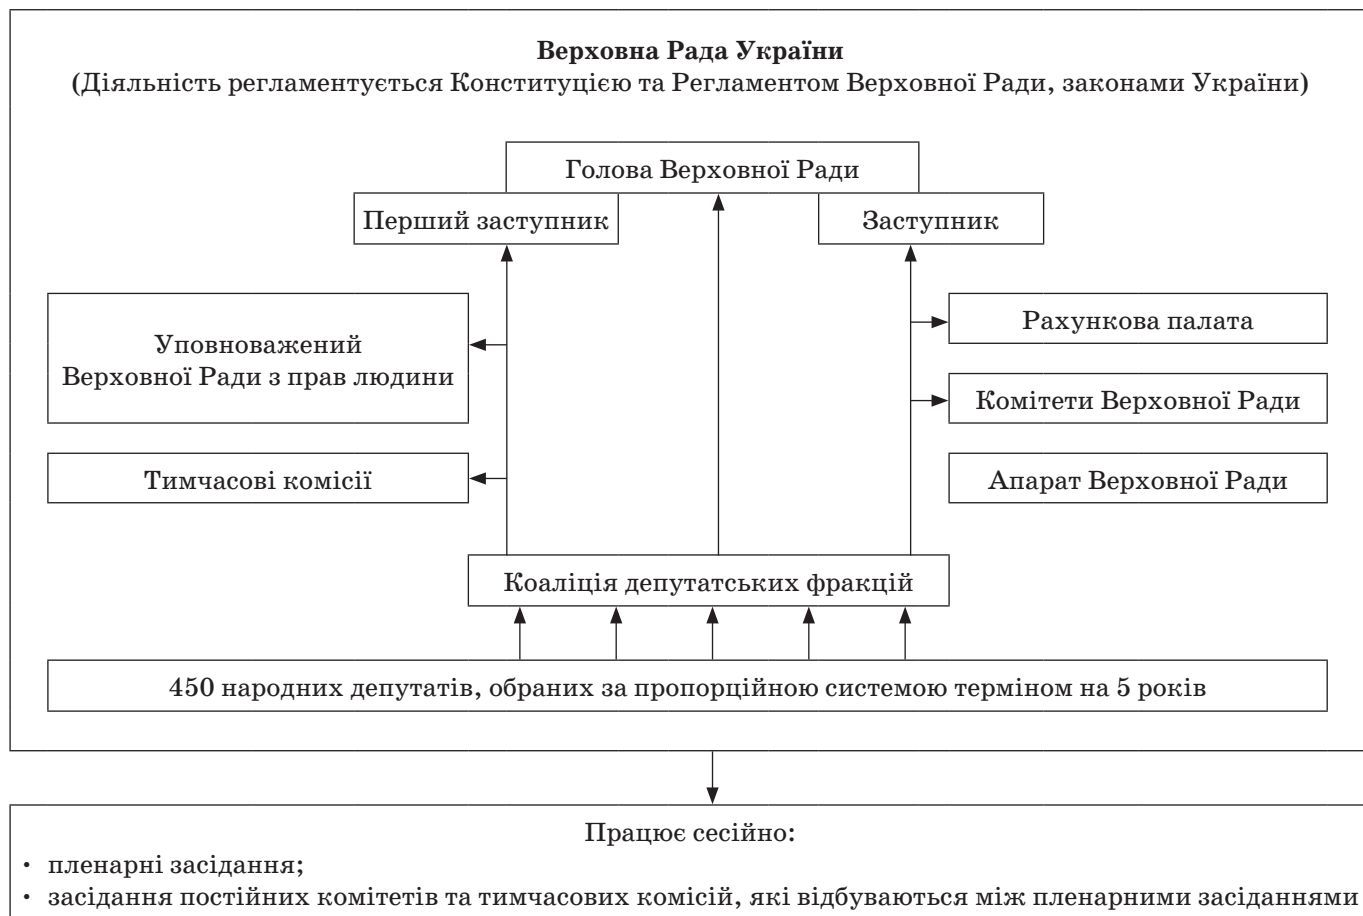 Верховна Рада України
(Діяльність регламентується Конституцією та Регламентом Верховної Ради, законами України)
Голова Верховної Ради
Перший заступник
Заступник
Уповноважений
Верховної Ради з прав людини
Рахункова палата
Комітети Верховної Ради
Тимчасові комісії
Апарат Верховної Ради
Коаліція депутатських фракцій
450 народних депутатів, обраних за пропорційною системою терміном на 5 років
Працює сесійно:
• пленарні засідання;
• засідання постійних комітетів та тимчасових комісій, які відбуваються між пленарними засіданнями